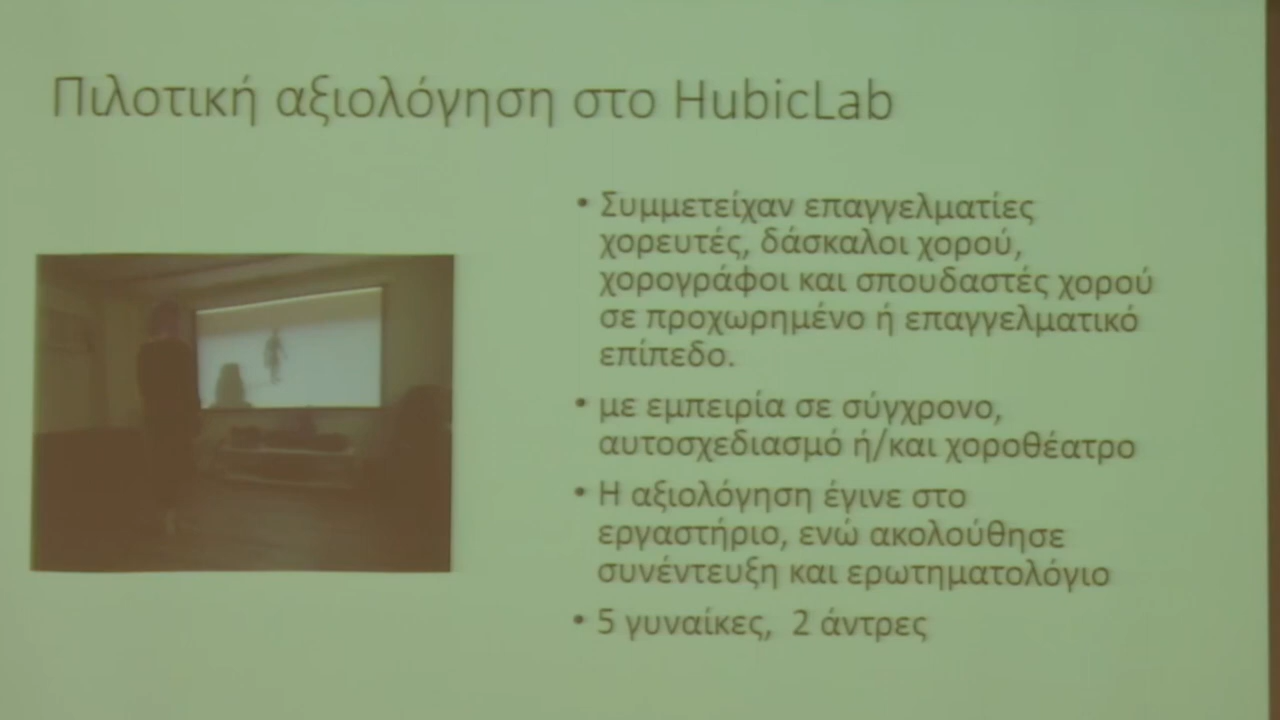 Πιλοτική αξιολόγηση στο HubicLab
• Συμμετείχαν επαγγελματίες
χορευτές, δάσκαλοι χορού,
χορογράφοι και σπουδαστές χορού
σε προχωρημένο ή επαγγελματικό
επίπεδο.
• με εμπειρία σε σύγχρονο,
αυτοσχεδιασμό ή/και χοροθέατρο
• Η αξιολόγηση έγινε στο
εργαστήριο, ενώ ακολούθησε
συνέντευξη και ερωτηματολόγιο
• 5 γυναίκες, 2 άντρες